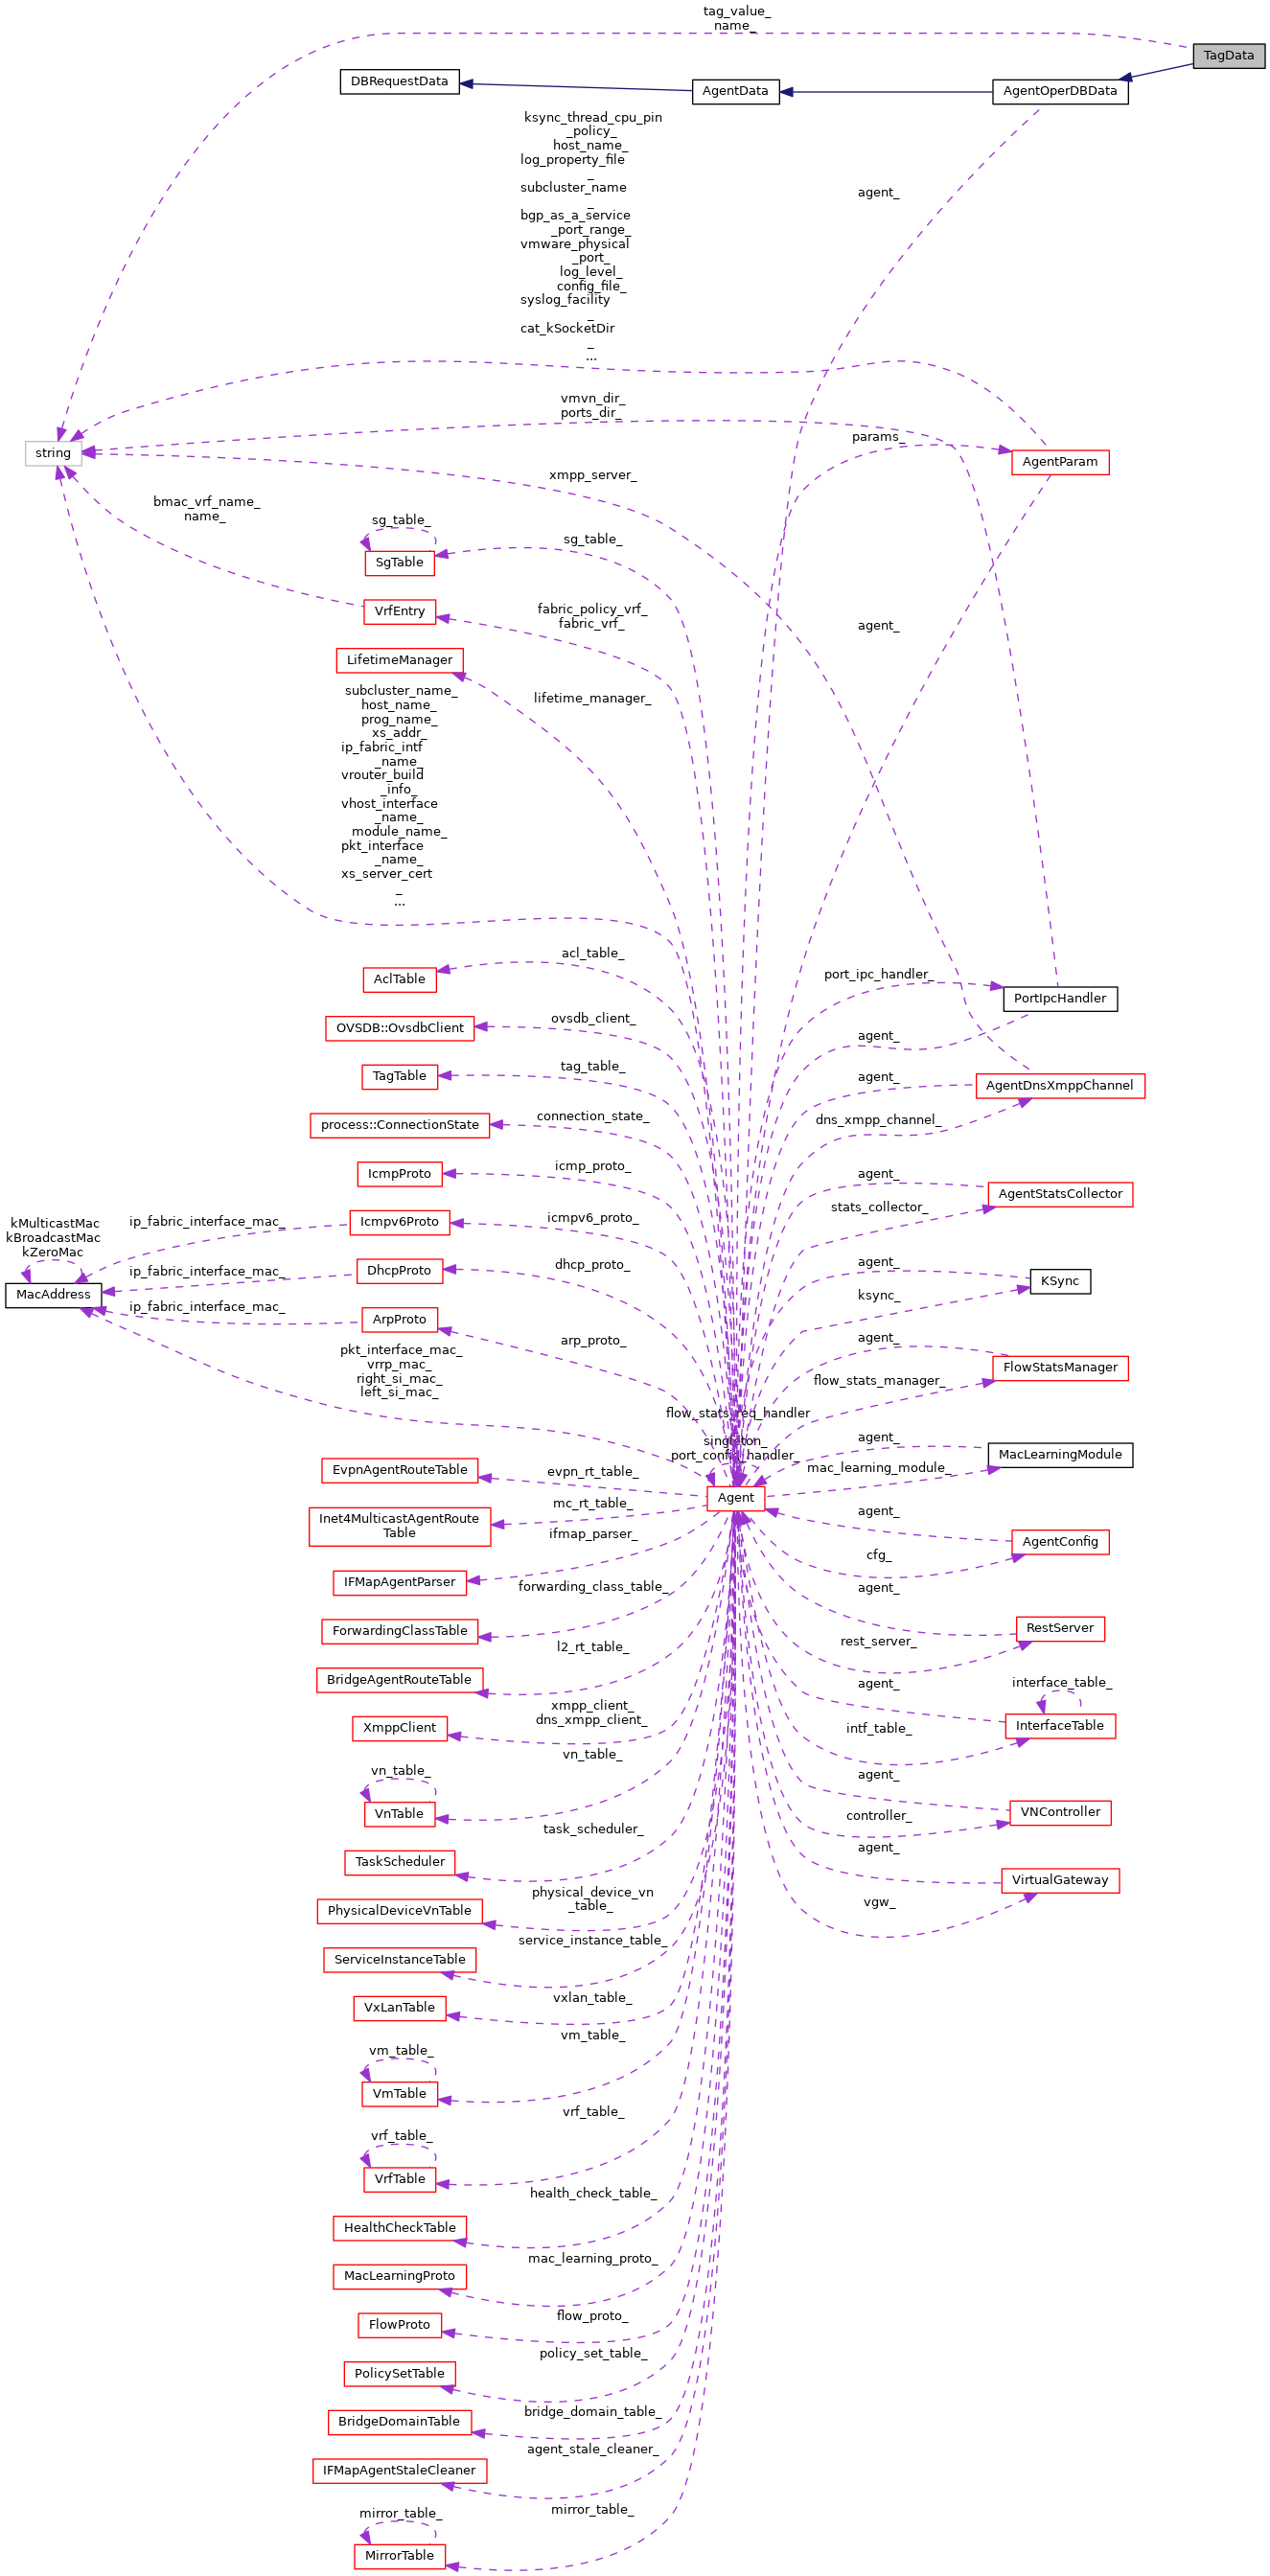 tag_value_
name_
TagData
DBRequestData
AgentData
AgentOperDBData
ksync_thread_cpu_pin
_policy_
host_name_
log_property_file
_
subcluster_name
_
bgp_as_a_service
_port_range_
vmware_physical
_port_
log_level_
config_file_
syslog_facility
_
cat_kSocketDir
_
...
agent_
vmvn_dir_
ports_dir_
params_
string
AgentParam
xmpp_server_
bmac_vrf_name_
name_
sg_table_
SgTable
sg_table_
VrfEntry
fabric_policy_vrf_
fabric_vrf_
agent_
LifetimeManager
lifetime_manager_
subcluster_name_
host_name_
prog_name_
xs_addr_
ip_fabric_intf
_name_
vrouter_build
_info_
vhost_interface
_name_
module_name_
pkt_interface
_name_
xs_server_cert
_
...
acl_table_
AclTable
port_ipc_handler_
PortIpcHandler
ovsdb_client_
OVSDB::OvsdbClient
agent_
tag_table_
TagTable
agent_
AgentDnsXmppChannel
connection_state_
process::ConnectionState
dns_xmpp_channel_
icmp_proto_
IcmpProto
agent_
AgentStatsCollector
kMulticastMac
kBroadcastMac
kZeroMac
ip_fabric_interface_mac_
Icmpv6Proto
icmpv6_proto_
stats_collector_
ip_fabric_interface_mac_
DhcpProto
dhcp_proto_
agent_
KSync
MacAddress
ip_fabric_interface_mac_
ArpProto
ksync_
arp_proto_
agent_
pkt_interface_mac_
vrrp_mac_
right_si_mac_
left_si_mac_
FlowStatsManager
flow_stats_manager_
flow_stats_req_handler
singleton_
port_config_handler_
agent_
MacLearningModule
mac_learning_module_
EvpnAgentRouteTable
evpn_rt_table_
Agent
mc_rt_table_
Inet4MulticastAgentRoute
Table
agent_
AgentConfig
ifmap_parser_
cfg_
IFMapAgentParser
forwarding_class_table_
agent_
ForwardingClassTable
RestServer
rest_server_
l2_rt_table_
BridgeAgentRouteTable
agent_
interface_table_
InterfaceTable
xmpp_client_
dns_xmpp_client_
XmppClient
intf_table_
vn_table_
vn_table_
VnTable
agent_
VNController
controller_
task_scheduler_
TaskScheduler
agent_
VirtualGateway
physical_device_vn
_table_
PhysicalDeviceVnTable
vgw_
service_instance_table_
ServiceInstanceTable
vxlan_table_
VxLanTable
vm_table_
vm_table_
VmTable
vrf_table_
vrf_table_
VrfTable
health_check_table_
HealthCheckTable
mac_learning_proto_
MacLearningProto
flow_proto_
FlowProto
policy_set_table_
PolicySetTable
bridge_domain_table_
BridgeDomainTable
agent_stale_cleaner_
IFMapAgentStaleCleaner
mirror_table_
mirror_table_
MirrorTable